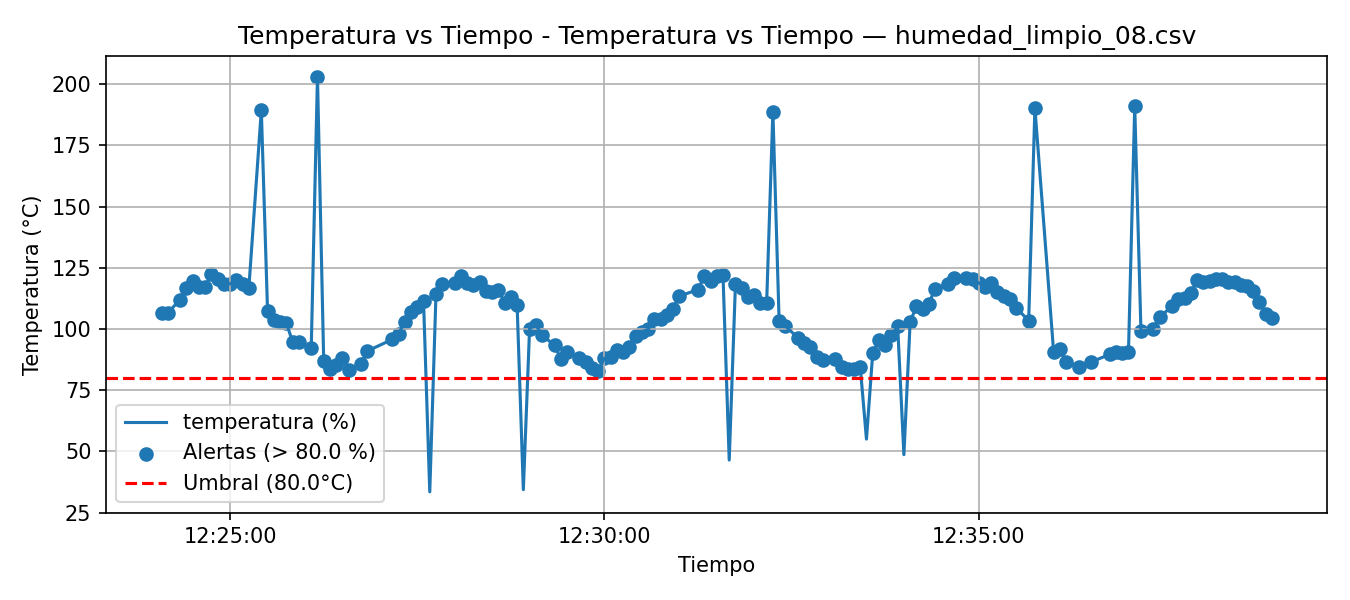 Temperatura vs Tiempo - Temperatura vs Tiempo — humedad_limpio_08.csv
Temperatura (°C)
200
175
150
125
100
75
50
25
temperatura (%)
Alertas (> 80.0 %)
Umbral (80.0°C)
12:25:00
12:30:00
12:35:00
Tiempo